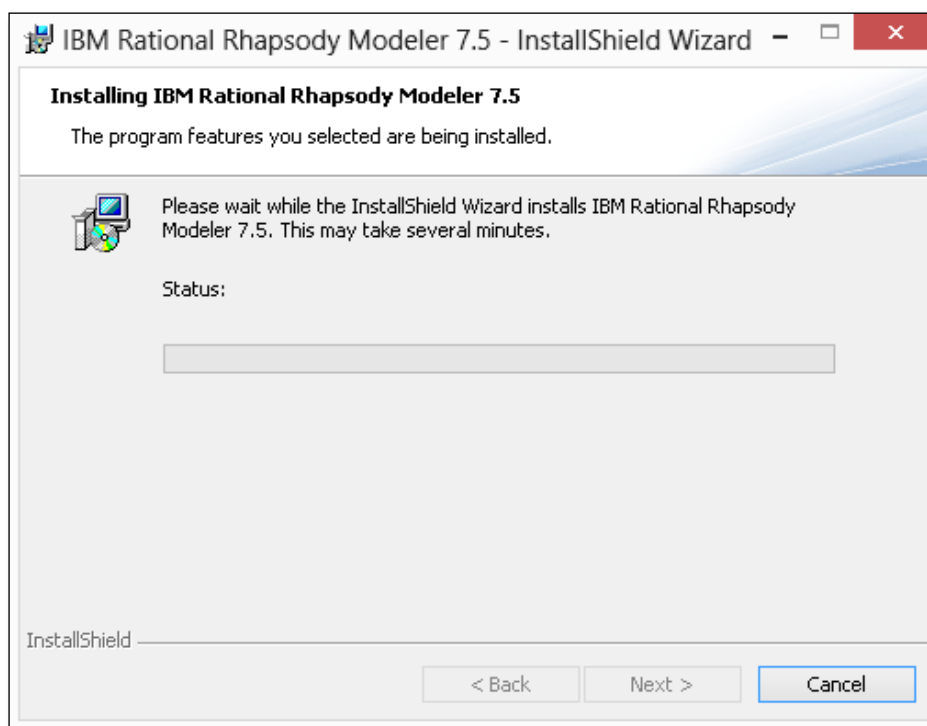 IBM Rational Rhapsody Modeler 7.5 - InstallShield Wizard
Installing IBM Rational Rhapsody Modeler 7.5
The program features you selected are being installed.
Please wait while the InstallShield Wizard installs IBM Rational Rhapsody
Modeler 7.5. This may take several minutes.
Status:
InstallShield
< Back
Next >
Cancel